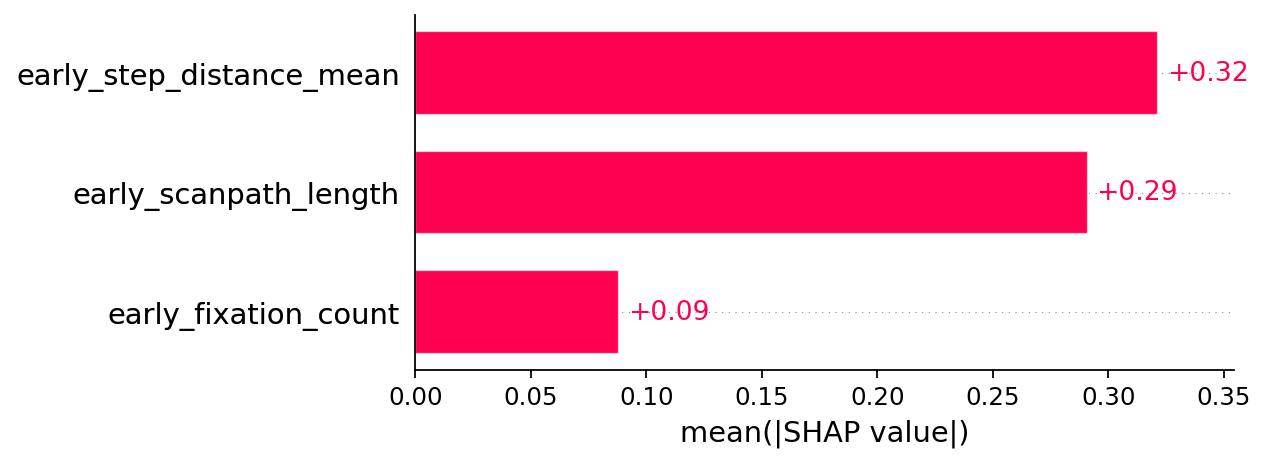 early_step_distance_mean
+0.32
early_scanpath_length
+0.29
early_fixation_count
+0.09
0.00 0.05 0.10 0.15 0.20 0.25 0.30 0.35
mean(|SHAP value|)